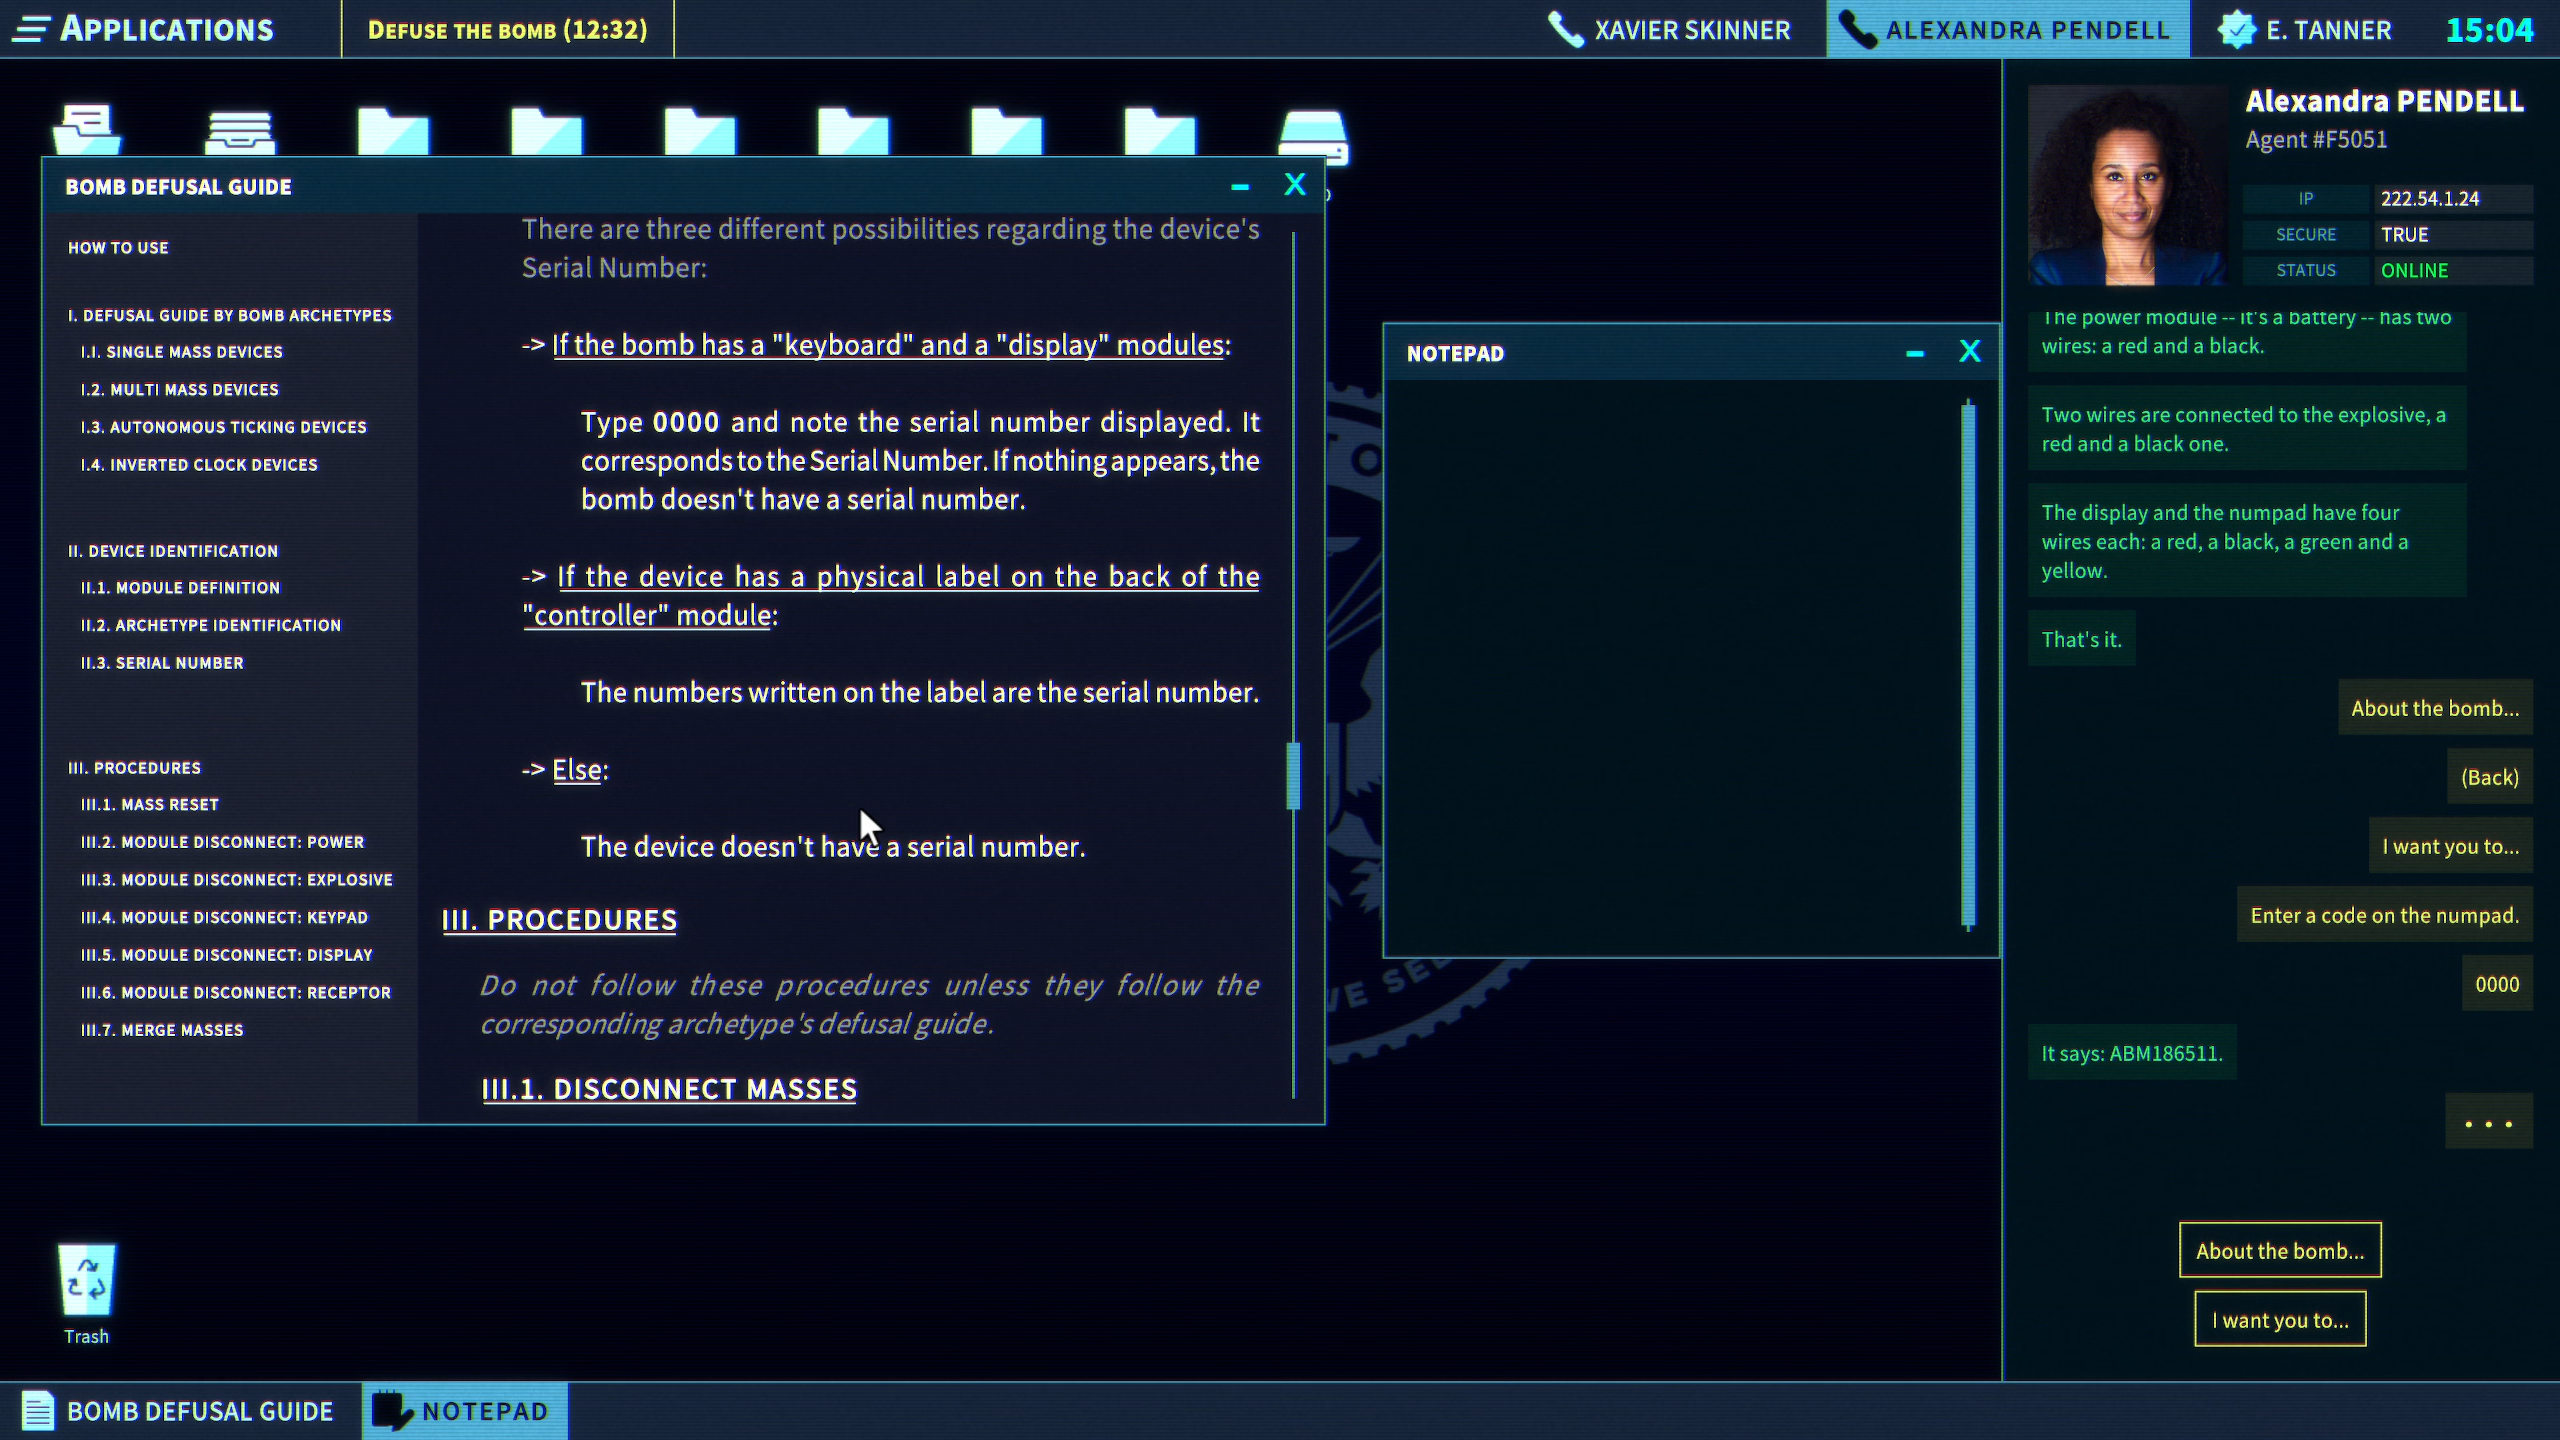 APPLICATIONS
DEFUSE THE BOMB (12:32)
XAVIER SKINNER
ALEXANDRA PENDELL
E. TANNER
15:04
BOMB DEFUSAL GUIDE
HOW TO USE
I. DEFUSAL GUIDE BY BOMB ARCHETYPES
I.I. SINGLE MASS DEVICES
I.2. MULTI MASS DEVICES
I.3. AUTONOMOUS TICKING DEVICES
I.4. INVERTED CLOCK DEVICES
II. DEVICE IDENTIFICATION
II.1. MODULE DEFINITION
II.2. ARCHETYPE IDENTIFICATION
II.3. SERIAL NUMBER
III. PROCEDURES
III.1. MASS RESET
III.2. MODULE DISCONNECT: POWER
III.3. MODULE DISCONNECT: EXPLOSIVE
III.4. MODULE DISCONNECT: KEYPAD
III.5. MODULE DISCONNECT: DISPLAY
III.6. MODULE DISCONNECT: RECEPTOR
III.7. MERGE MASSES
There are three different possibilities regarding the device's
Serial Number:
-> If the bomb has a "keyboard" and a "display" modules:
Type 0000 and note the serial number displayed. It
corresponds to the Serial Number. If nothing appears, the
bomb doesn't have a serial number.
-> If the device has a physical label on the back of the
"controller" module:
The numbers written on the label are the serial number.
-> Else:
The device doesn't have a serial number.
III. PROCEDURES
Do not follow these procedures unless they follow the
corresponding archetype's defusal guide.
III.1. DISCONNECT MASSES
NOTEPAD
VE SE
Alexandra PENDELL
Agent #F5051
IP
222.54.1.24
SECURE
TRUE
STATUS
ONLINE
The power module -- it's a battery -- has two
wires: a red and a black.
Two wires are connected to the explosive, a
red and a black one.
The display and the numpad have four
wires each: a red, a black, a green and a
yellow.
That's it.
About the bomb...
(Back)
I want you to...
Enter a code on the numpad.
0000
It says: ABM186511.
...
About the bomb...
I want you to...
Trash
BOMB DEFUSAL GUIDE
NOTEPAD